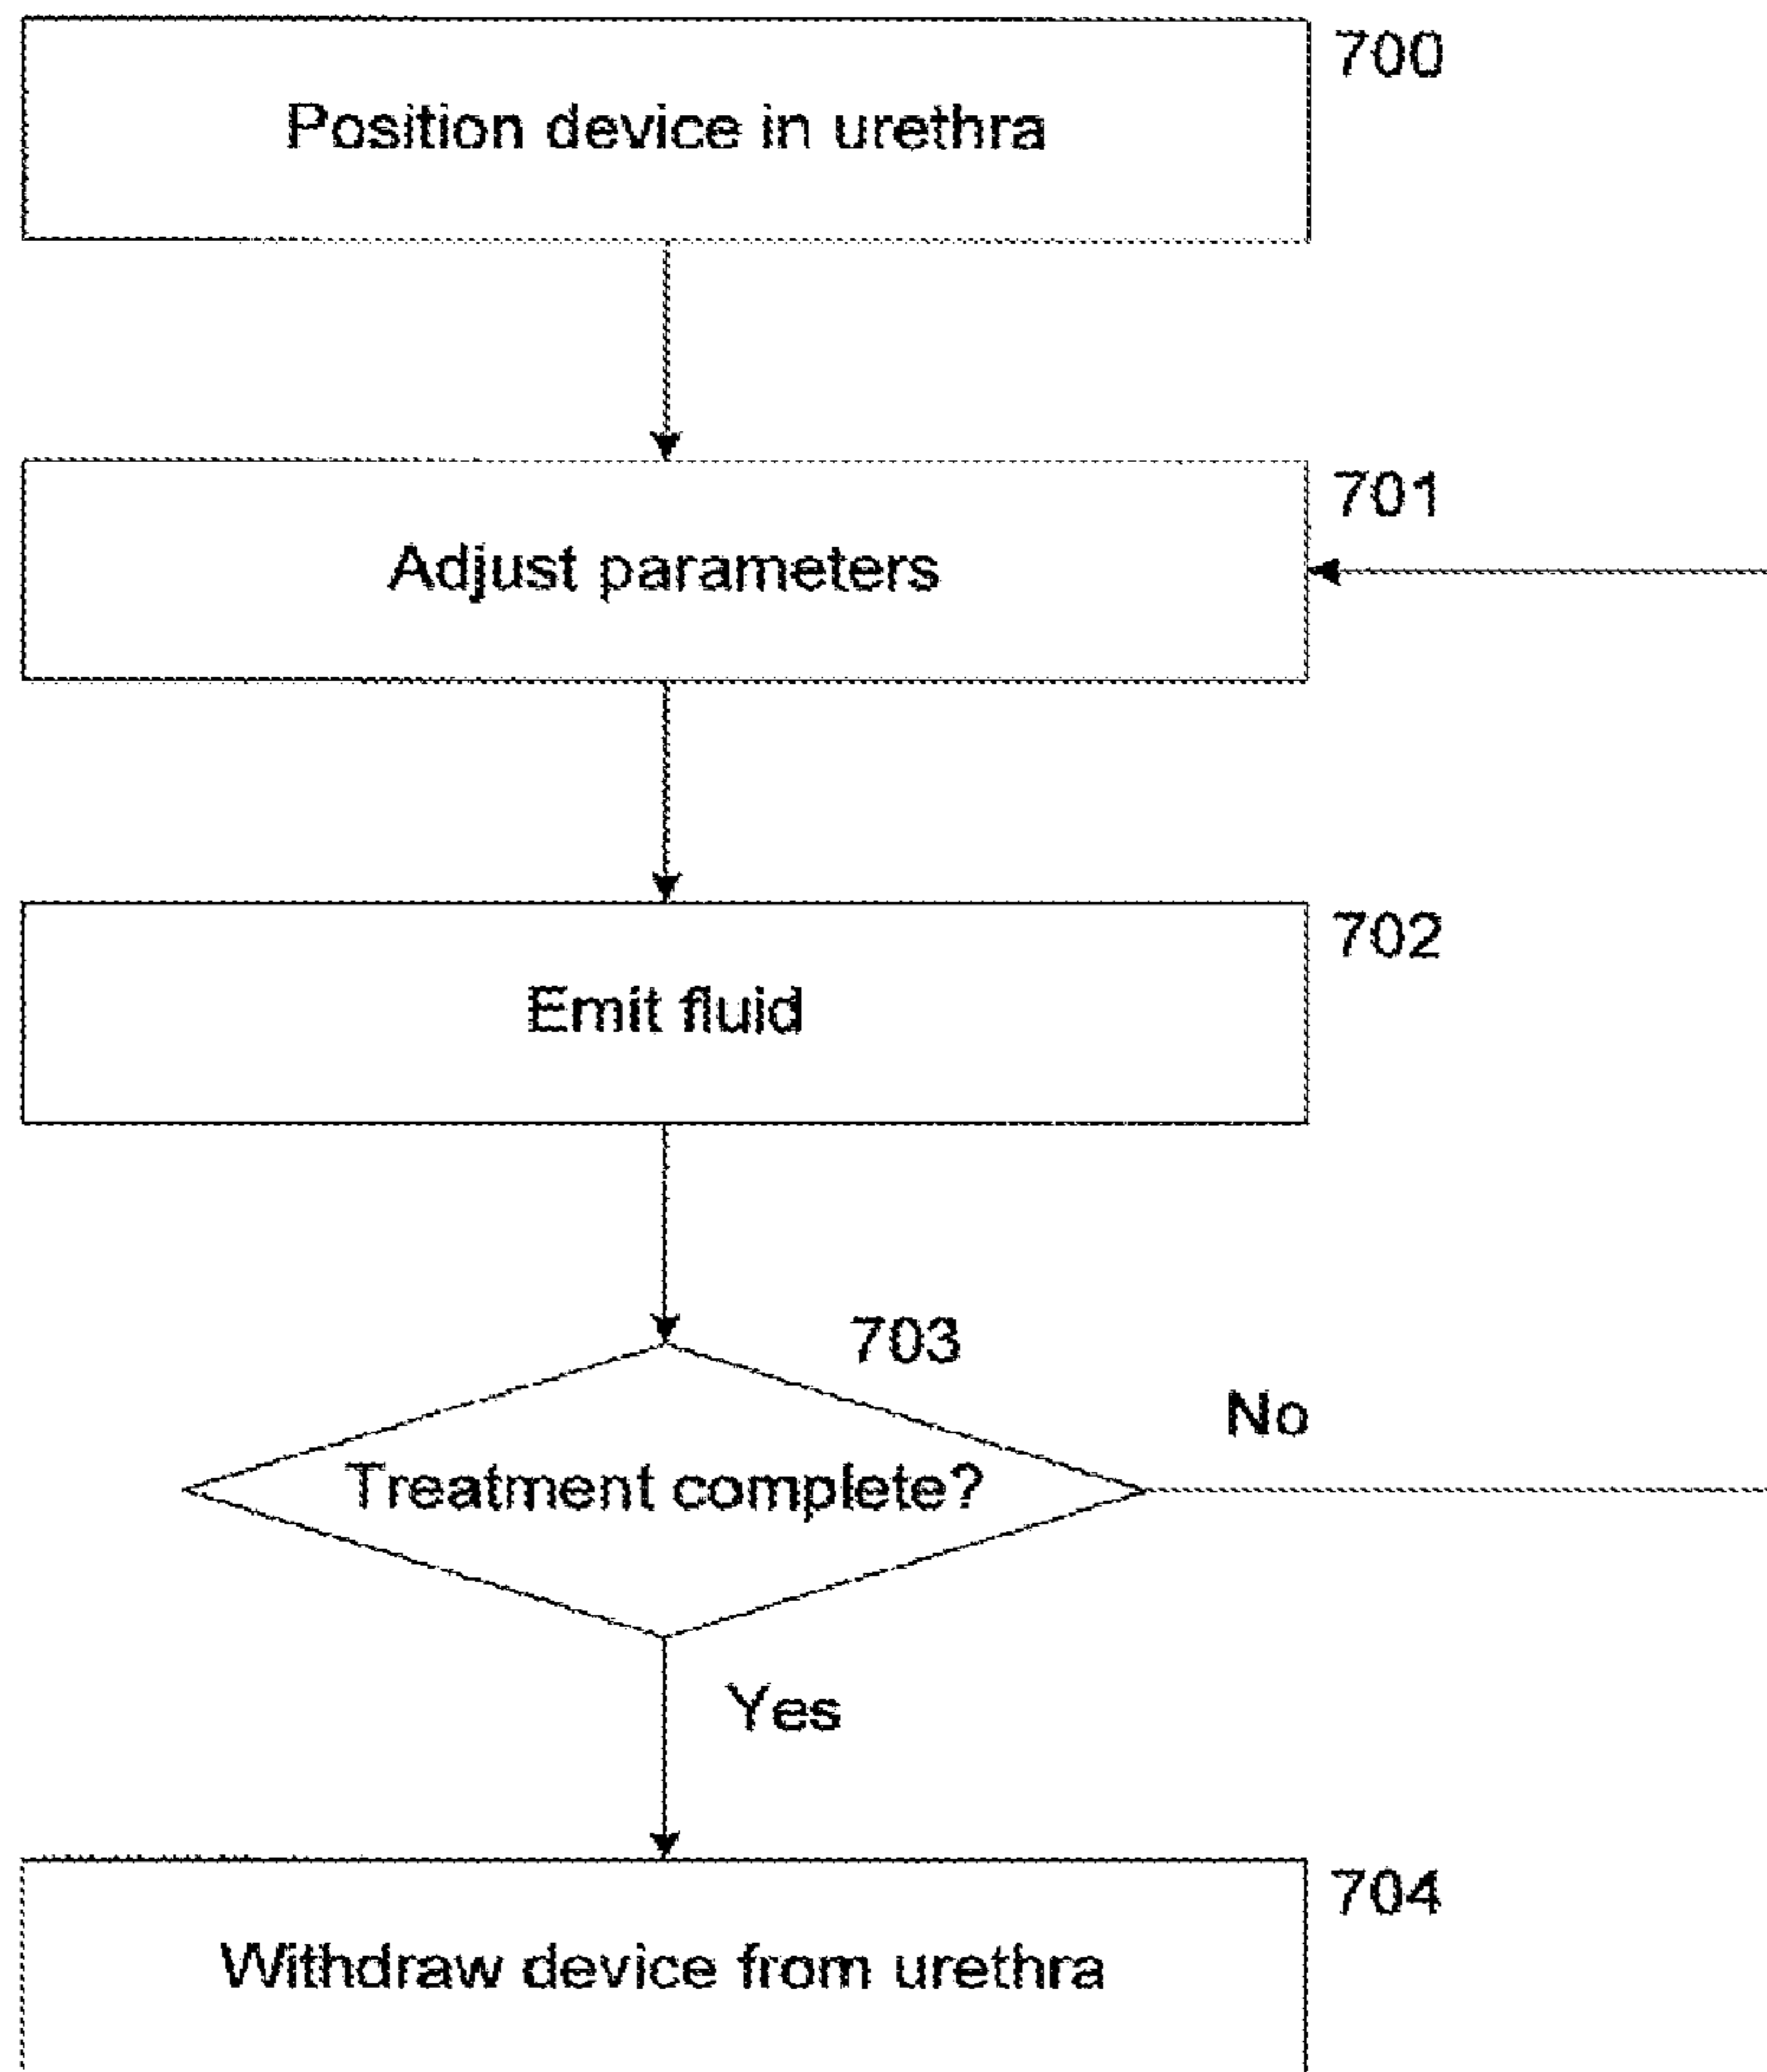 700
Position device in urethra
701
Adjust parameters
702
Emit fluid
703
No
Treatment complete?
Yes
704
Withdraw device from urethra